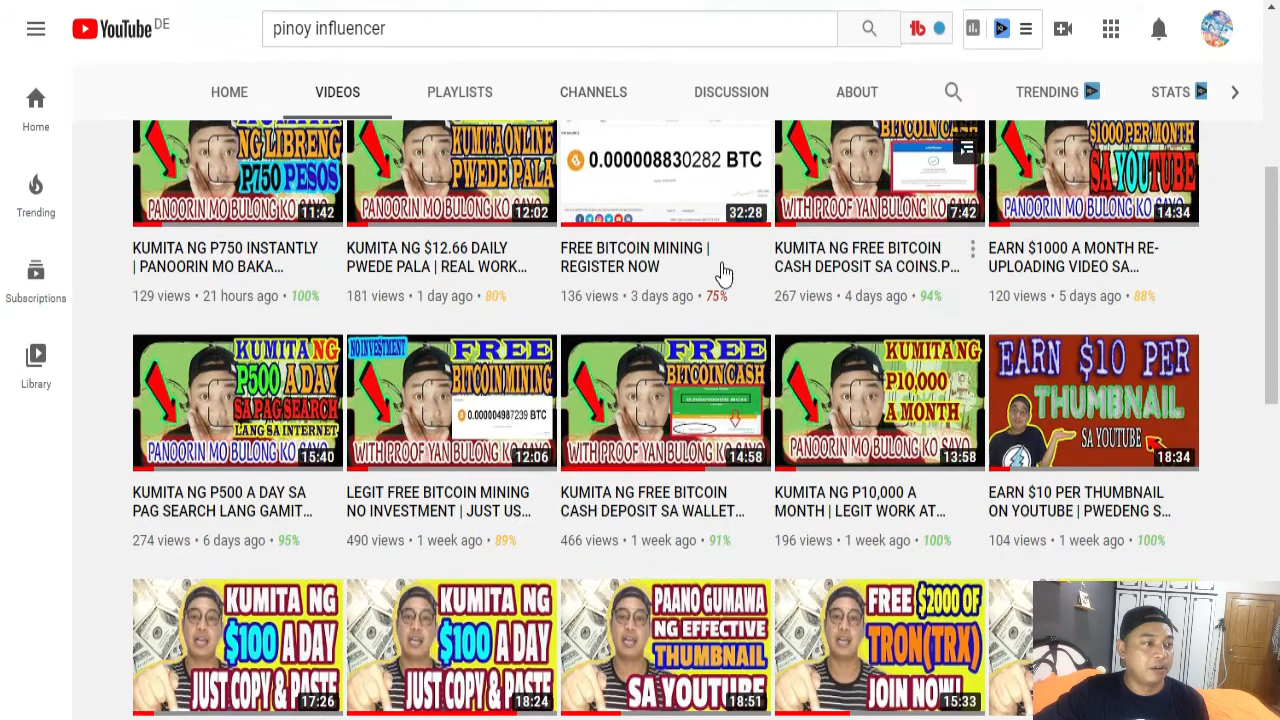 YouTube DE
pinoy influencer
tb
HOME VIDEOS PLAYLISTS CHANNELS DISCUSSION ABOUT TRENDING STATS
Home
Trending
Subscriptions
Library
NG LIBRENG
P750 PESOS
PANOORIN MO BULONG KO SAYO
11:42
KUMITA ONLINE
PWEDE PALA
PANOORIN MO BULONG KO
12:02
0.000008830282 BTC
32:28
BITCOIN CASH
WITH PROOF YAN BULONG KO
7:42
$1000 PER MONTH
SA YOUTUBE
PANOORIN MO BULONG KO
14:34
KUMITA NG P750 INSTANTLY
| PANOORIN MO BAKA...
129 views • 21 hours ago • 100%
KUMITA NG $12.66 DAILY
PWEDE PALA | REAL WORK...
181 views • 1 day ago • 80%
FREE BITCOIN MINING |
REGISTER NOW
136 views • 3 days ago • 75%
KUMITA NG FREE BITCOIN
CASH DEPOSIT SA COINS.P...
267 views • 4 days ago • 94%
EARN $1000 A MONTH RE-
UPLOADING VIDEO SA...
120 views • 5 days ago • 88%
KUMITA NG
P500 A DAY
SA PAG SEARCH
LANG SA INTERNET
PANOORIN MO BULONG KO
15:40
NO INVESTMENT
FREE
BITCOIN MINING
0.000004987239 BTC
WITH PROOF YAN BULONG KO SAYO
12:06
FREE
BITCOIN CASH
WITH PROOF YAN BULONG KO SAYO
14:58
KUMITA NG
P10,000
A MONTH
PANOORIN MO BULONG KO SAYO
13:58
EARN $10 PER
THUMBNAIL
SA YOUTUBE
18:34
KUMITA NG P500 A DAY SA
PAG SEARCH LANG GAMIT...
274 views • 6 days ago • 95%
LEGIT FREE BITCOIN MINING
NO INVESTMENT | JUST US...
490 views • 1 week ago • 89%
KUMITA NG FREE BITCOIN
CASH DEPOSIT SA WALLET...
466 views • 1 week ago • 91%
KUMITA NG P10,000 A
MONTH | LEGIT WORK AT...
196 views • 1 week ago • 100%
EARN $10 PER THUMBNAIL
ON YOUTUBE | PWEDENG S...
104 views • 1 week ago • 100%
KUMITA NG
$100
A DAY
JUST COPY & PASTE
17:26
KUMITA NG
$100
A DAY
JUST COPY & PASTE
18:24
PAANO GUMAWA
NG EFFECTIVE
THUMBNAIL
SA YOUTUBE
18:51
FREE $2000 OF
TRON(TRX)
JOIN NOW!
15:33